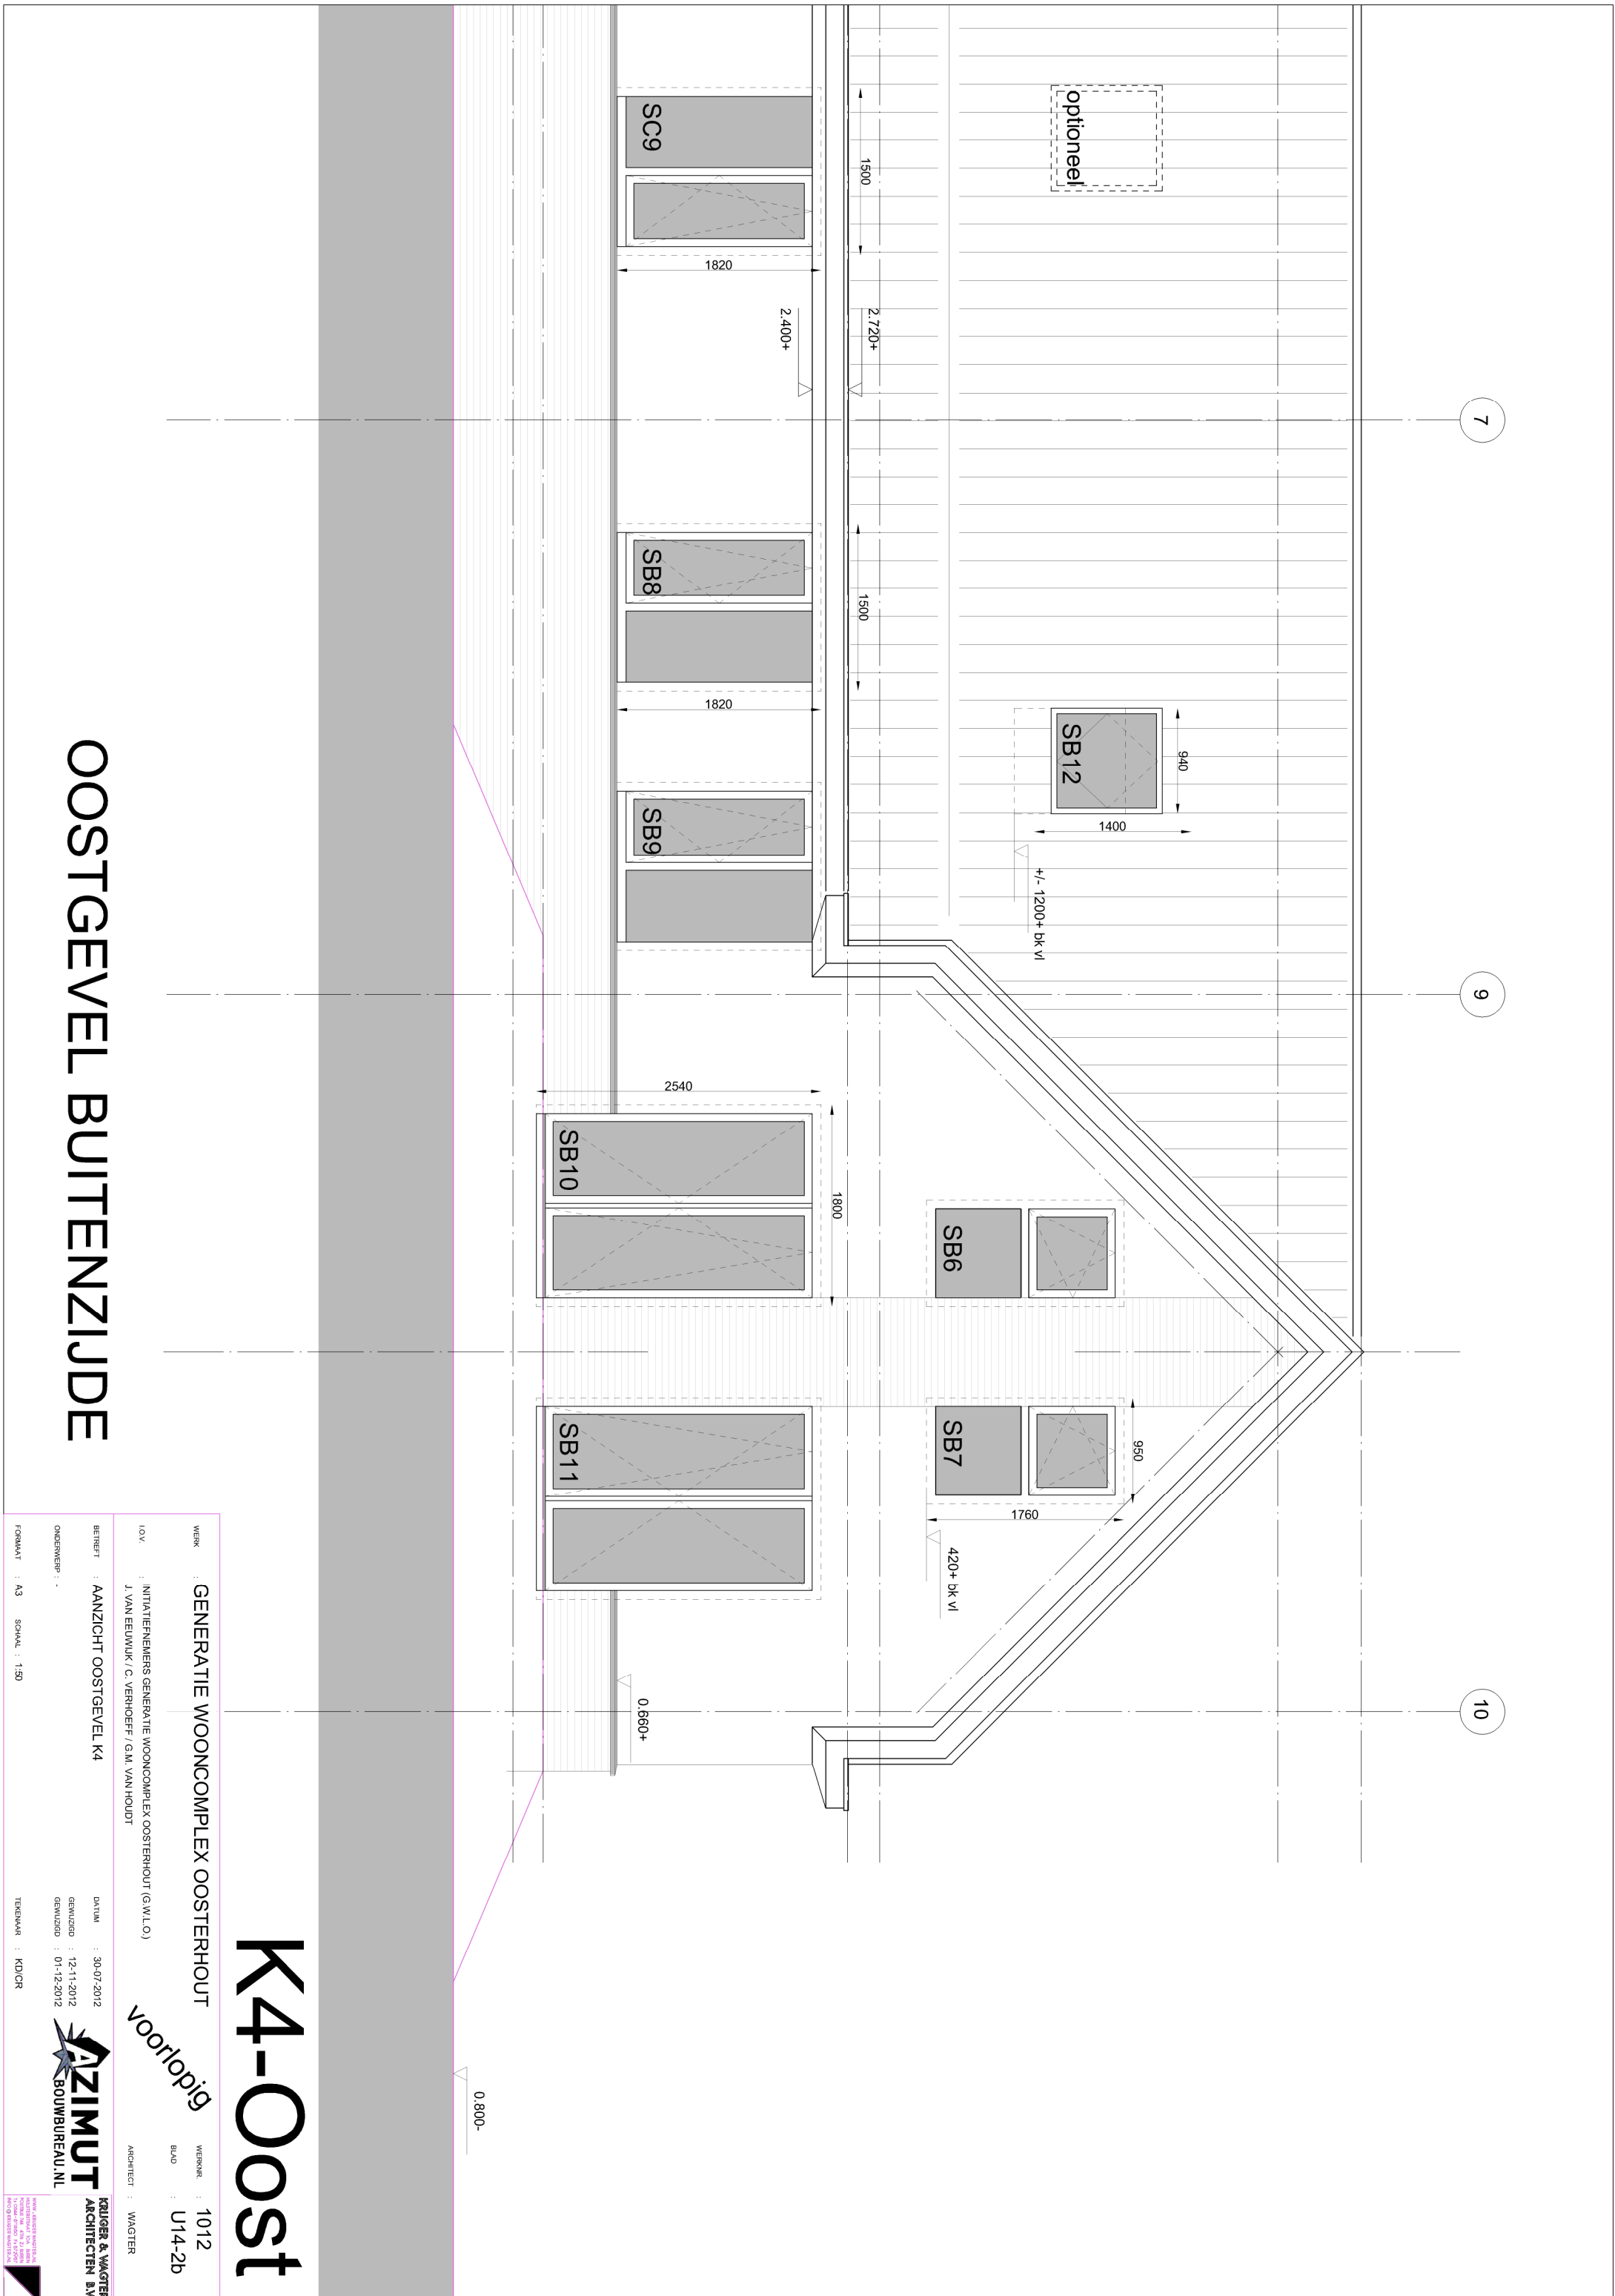 7
9
10
optioneel
SB12
940
1400
+/- 1200+ bk vl
SB6
SB7
950
1760
420+ bk vl
2.720+
2.400+
1500
SC9
1820
1500
SB8
1820
SB9
2540
1800
SB10
SB11
0.660+
0.800-
K4-Oost
OOSTGEVEL BUITENZIJDE
WERK : GENERATIE WOONCOMPLEX OOSTERHOUT
WERKNR. : 1012
BLAD : U14-2b
I.O.V. : INITIATIEFNEMERS GENERATIE WOONCOMPLEX OOSTERHOUT (G.W.L.O.)
J. VAN EEUWIJK / C. VERHOEFF / G.M. VAN HOUDT
voorlopig
ARCHITECT : WAGTER
BETREFT : AANZICHT OOSTGEVEL K4
DATUM : 30-07-2012
GEWIJZIGD : 12-11-2012
ONDERWERP : -
GEWIJZIGD : 01-12-2012
FORMAAT : A3 SCHAAL : 1:50
TEKENAAR : KD/CR
AZIMUT
BOUWBUREAU.NL
KRUGER & WAGTER
ARCHITECTEN B.V